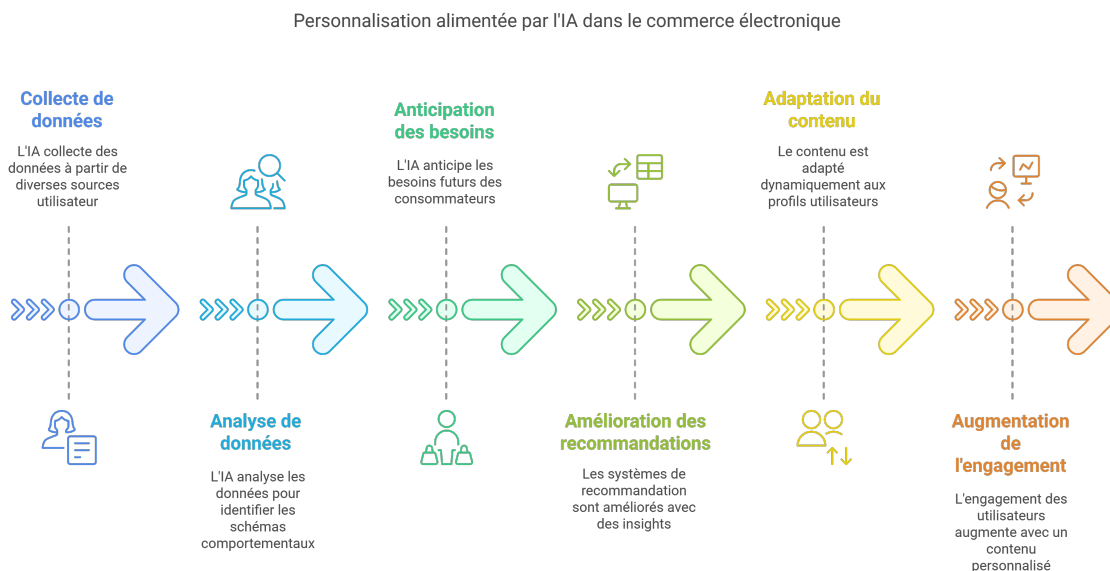 Personnalisation alimentée par l'IA dans le commerce électronique
Collecte de
données
L'IA collecte des
données à partir de
diverses sources
utilisateur
Analyse de
données
L'IA analyse les
données pour
identifier les
schémas
comportementaux
Anticipation
des besoins
L'IA anticipe les
besoins futurs des
consommateurs
Amélioration des
recommandations
Les systèmes de
recommandation
sont améliorés avec
des insights
Adaptation du
contenu
Le contenu est
adapté
dynamiquement aux
profils utilisateurs
Augmentation
de
l'engagement
L'engagement des
utilisateurs
augmente avec un
contenu
personnalisé